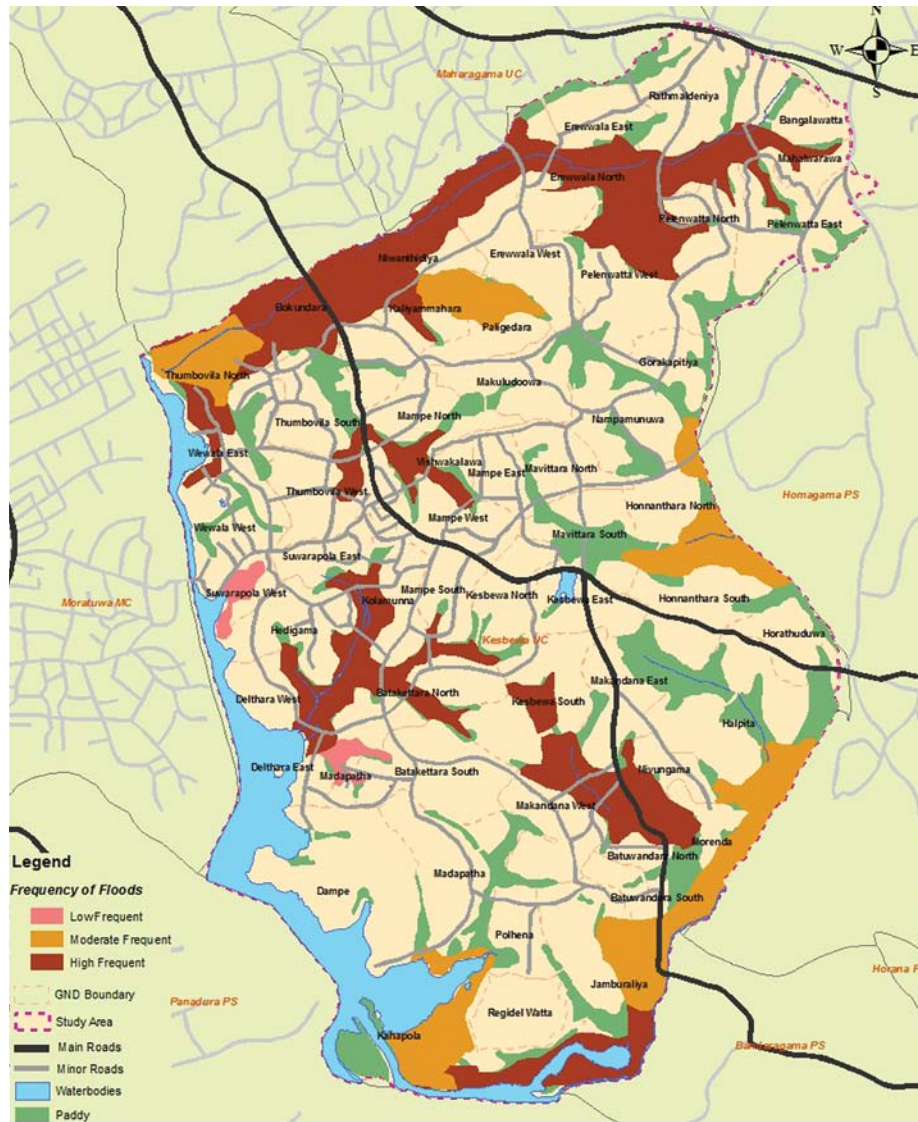 N
W E
S
Maharagama UC
Rathmaldeniya
Bangalawatta
Erewwala East
Mahalwarawa
Erewwala North
Pelenwatta North
Pelenwatta East
Erewwala West
Niwanthidiya
Pelenwatta West
Bokundara
Kaliyammahara
Paligedara
Gorakapitiya
Thumbovila North
Makuludoowa
Mampe North
Nampamunuwa
Thumbovila South
Wewala East
Vishwakalawa
Mampe East
Mavittara North
Homagama PS
Thumbovila West
Honnanthara North
Mampe West
Wewala West
Mavittara South
Suwarapola East
Suwarapola West
Mampe South
Kesbewa North
Kesbewa East
Honnanthara South
Moratuwa MC
Kolamunna
Hedigama
Kesbewa UC
Horathuduwa
Makandana East
Delthara West
Batakettara North
Kesbewa South
Halpita
Delthara East
Madapatha
Batakettara South
Nivungama
Makandana West
Morenda
Batuwandara North
Legend
Frequency of Floods
Low Frequent
Moderate Frequent
High Frequent
GND Boundary
Study Area
Main Roads
Minor Roads
Waterbodies
Paddy
Dampe
Madapatha
Batuwandara South
Polhena
Jamburaliya
Horana P
Panadura PS
Regidel Watta
Kahapola
Bandaragama PS